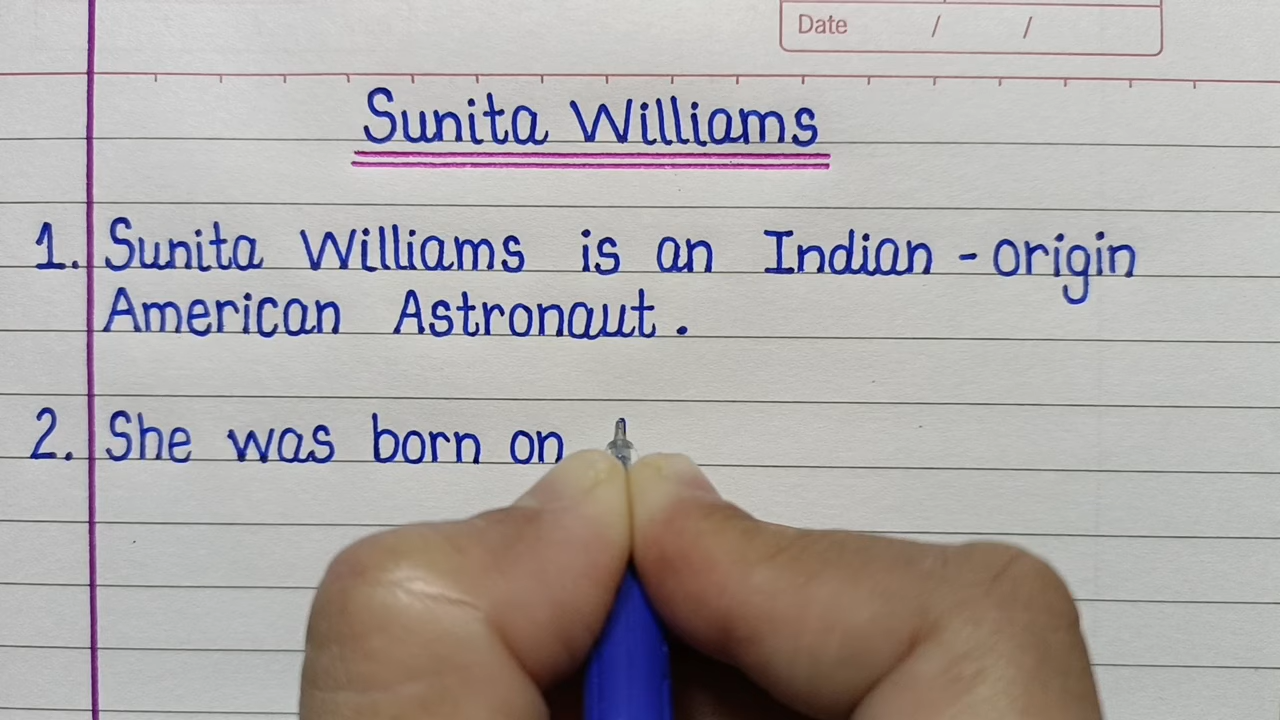 Date / /
Sunita Williams
1. Sunita Williams is an Indian - origin
American Astronaut.
2. She was born on